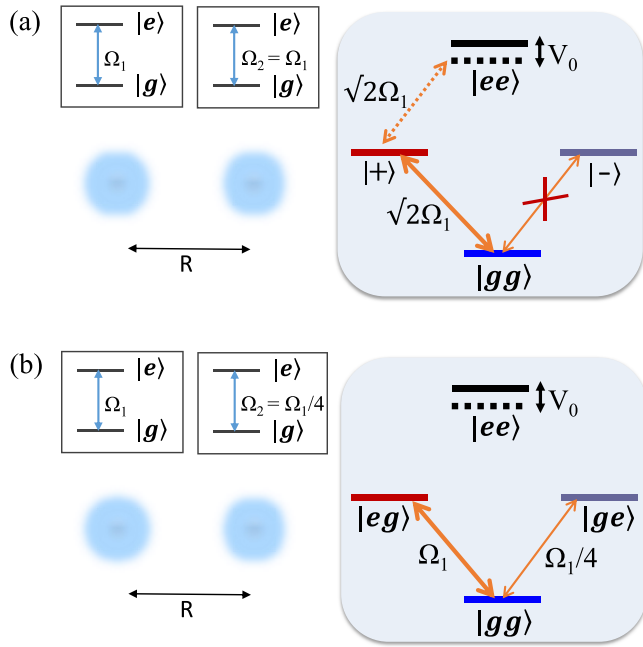 (a)
|e⟩
|e⟩
Ω₁
Ω₂ = Ω₁
|g⟩
|g⟩
R
V₀
|ee⟩
√2Ω₁
|+⟩
|−⟩
√2Ω₁
|gg⟩
(b)
|e⟩
|e⟩
Ω₁
Ω₂ = Ω₁/4
|g⟩
|g⟩
R
V₀
|ee⟩
|eg⟩
|ge⟩
Ω₁
Ω₁/4
|gg⟩